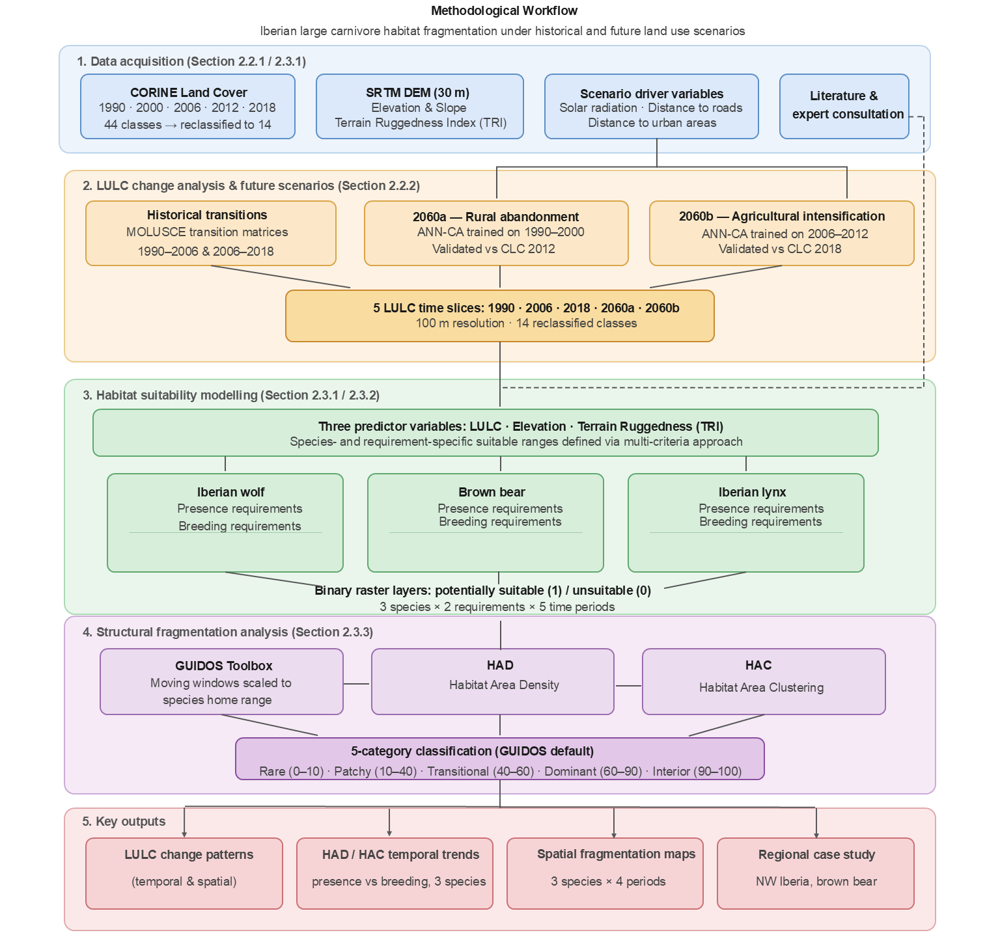 Methodological Workflow
Iberian large carnivore habitat fragmentation under historical and future land use scenarios
1. Data acquisition (Section 2.2.1 / 2.3.1)
CORINE Land Cover
1990 · 2000 · 2006 · 2012 · 2018
44 classes → reclassified to 14
SRTM DEM (30 m)
Elevation & Slope
Terrain Ruggedness Index (TRI)
Scenario driver variables
Solar radiation · Distance to roads
Distance to urban areas
Literature &
expert consultation
2. LULC change analysis & future scenarios (Section 2.2.2)
Historical transitions
MOLUSCE transition matrices
1990–2006 & 2006–2018
2060a — Rural abandonment
ANN-CA trained on 1990–2000
Validated vs CLC 2012
2060b — Agricultural intensification
ANN-CA trained on 2006–2012
Validated vs CLC 2018
5 LULC time slices: 1990 · 2006 · 2018 · 2060a · 2060b
100 m resolution · 14 reclassified classes
3. Habitat suitability modelling (Section 2.3.1 / 2.3.2)
Three predictor variables: LULC · Elevation · Terrain Ruggedness (TRI)
Species- and requirement-specific suitable ranges defined via multi-criteria approach
Iberian wolf
Presence requirements
Breeding requirements
Brown bear
Presence requirements
Breeding requirements
Iberian lynx
Presence requirements
Breeding requirements
Binary raster layers: potentially suitable (1) / unsuitable (0)
3 species × 2 requirements × 5 time periods
4. Structural fragmentation analysis (Section 2.3.3)
GUIDOS Toolbox
Moving windows scaled to
species home range
HAD
Habitat Area Density
HAC
Habitat Area Clustering
5-category classification (GUIDOS default)
Rare (0–10) · Patchy (10–40) · Transitional (40–60) · Dominant (60–90) · Interior (90–100)
5. Key outputs
LULC change patterns
(temporal & spatial)
HAD / HAC temporal trends
presence vs breeding, 3 species
Spatial fragmentation maps
3 species × 4 periods
Regional case study
NW Iberia, brown bear